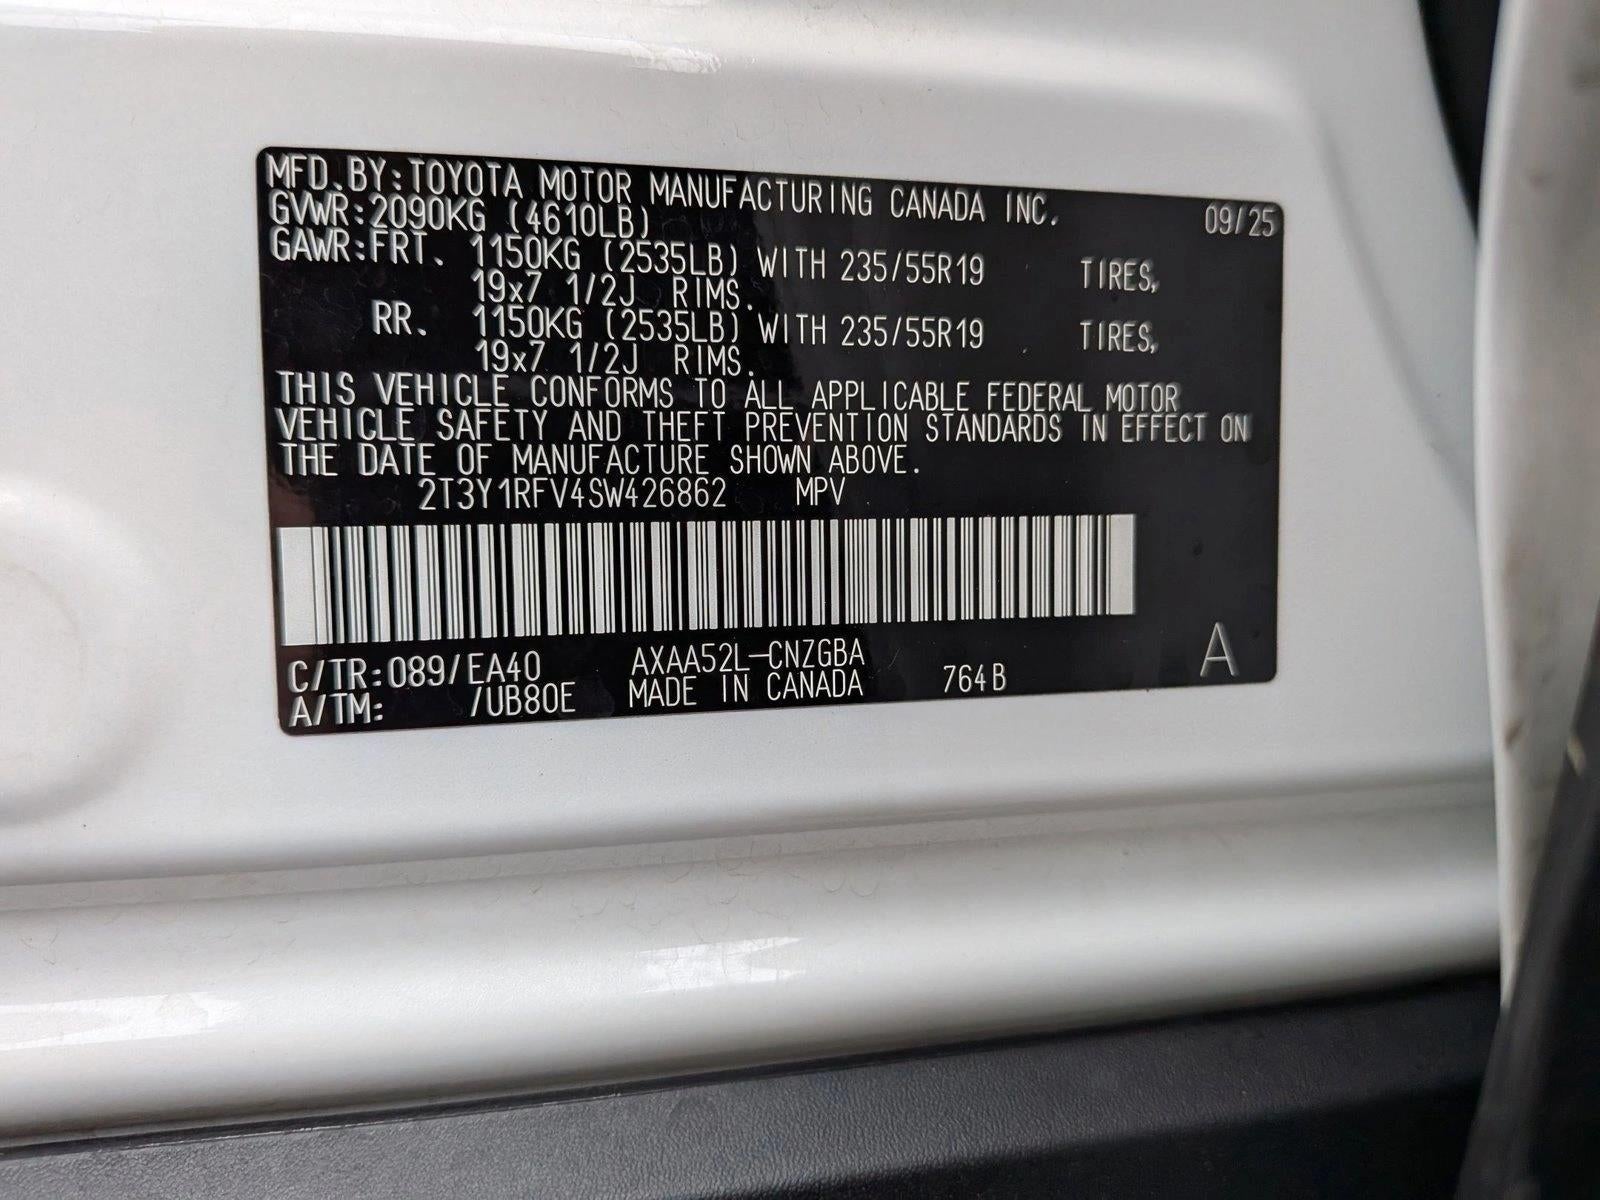 MFD.BY:TOYOTA MOTOR MANUFACTURING CANADA INC. 09/25
GVWR:2090KG (4610LB)
GAWR:FRT. 1150KG (2535LB) WITH 235/55R19 TIRES,
19x7 1/2J RIMS.
RR. 1150KG (2535LB) WITH 235/55R19 TIRES,
19x7 1/2J RIMS.
THIS VEHICLE CONFORMS TO ALL APPLICABLE FEDERAL MOTOR
VEHICLE SAFETY AND THEFT PREVENTION STANDARDS IN EFFECT ON
THE DATE OF MANUFACTURE SHOWN ABOVE.
2T3Y1RFV4SW426862 MPV
C/TR:089/EA40 AXAA52L-CNZGBA A
A/TM: /UB80E MADE IN CANADA 764B